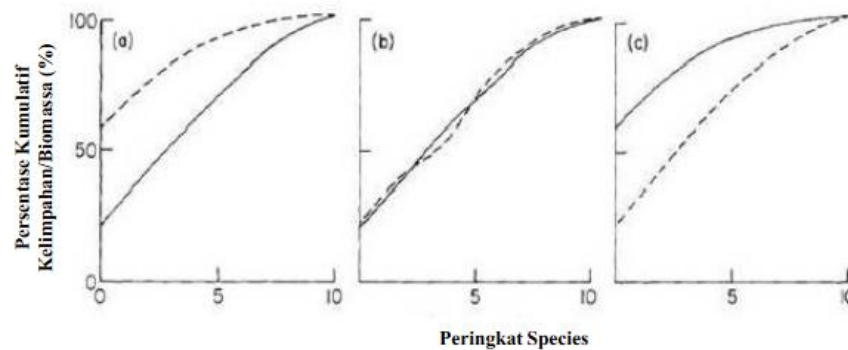 Persentase Kumulatif
Kelimpahan/Biomassa (%)
100
50
0
(a)
(b)
(c)
0
5
10
5
10
5
10
Peringkat Species